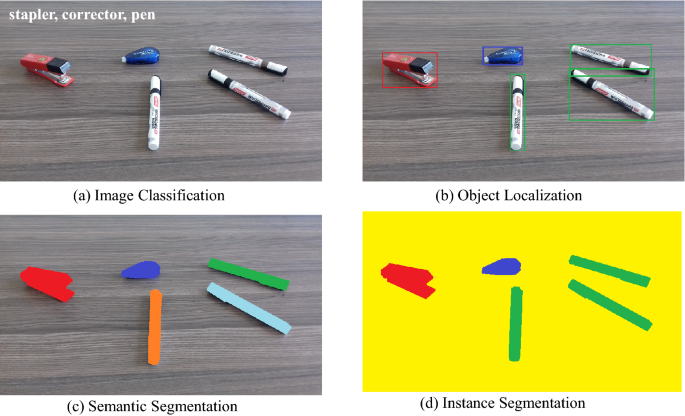 stapler, corrector, pen
(a) Image Classification
(b) Object Localization
(c) Semantic Segmentation
(d) Instance Segmentation